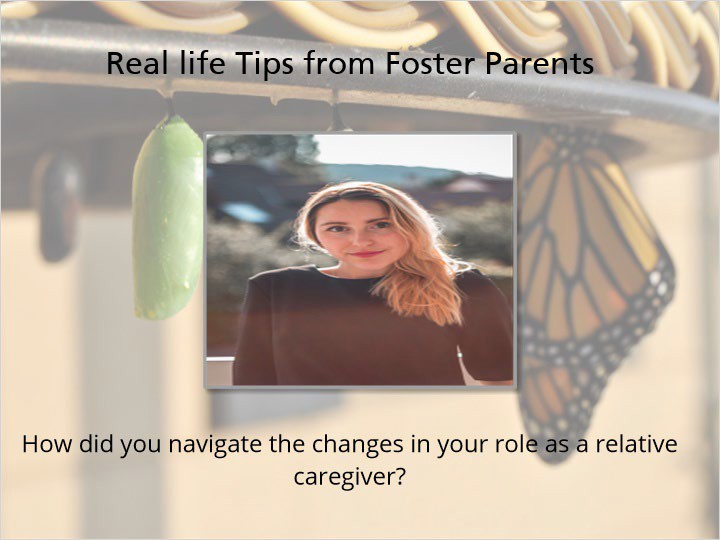 Real life Tips from Foster Parents
How did you navigate the changes in your role as a relative
caregiver?